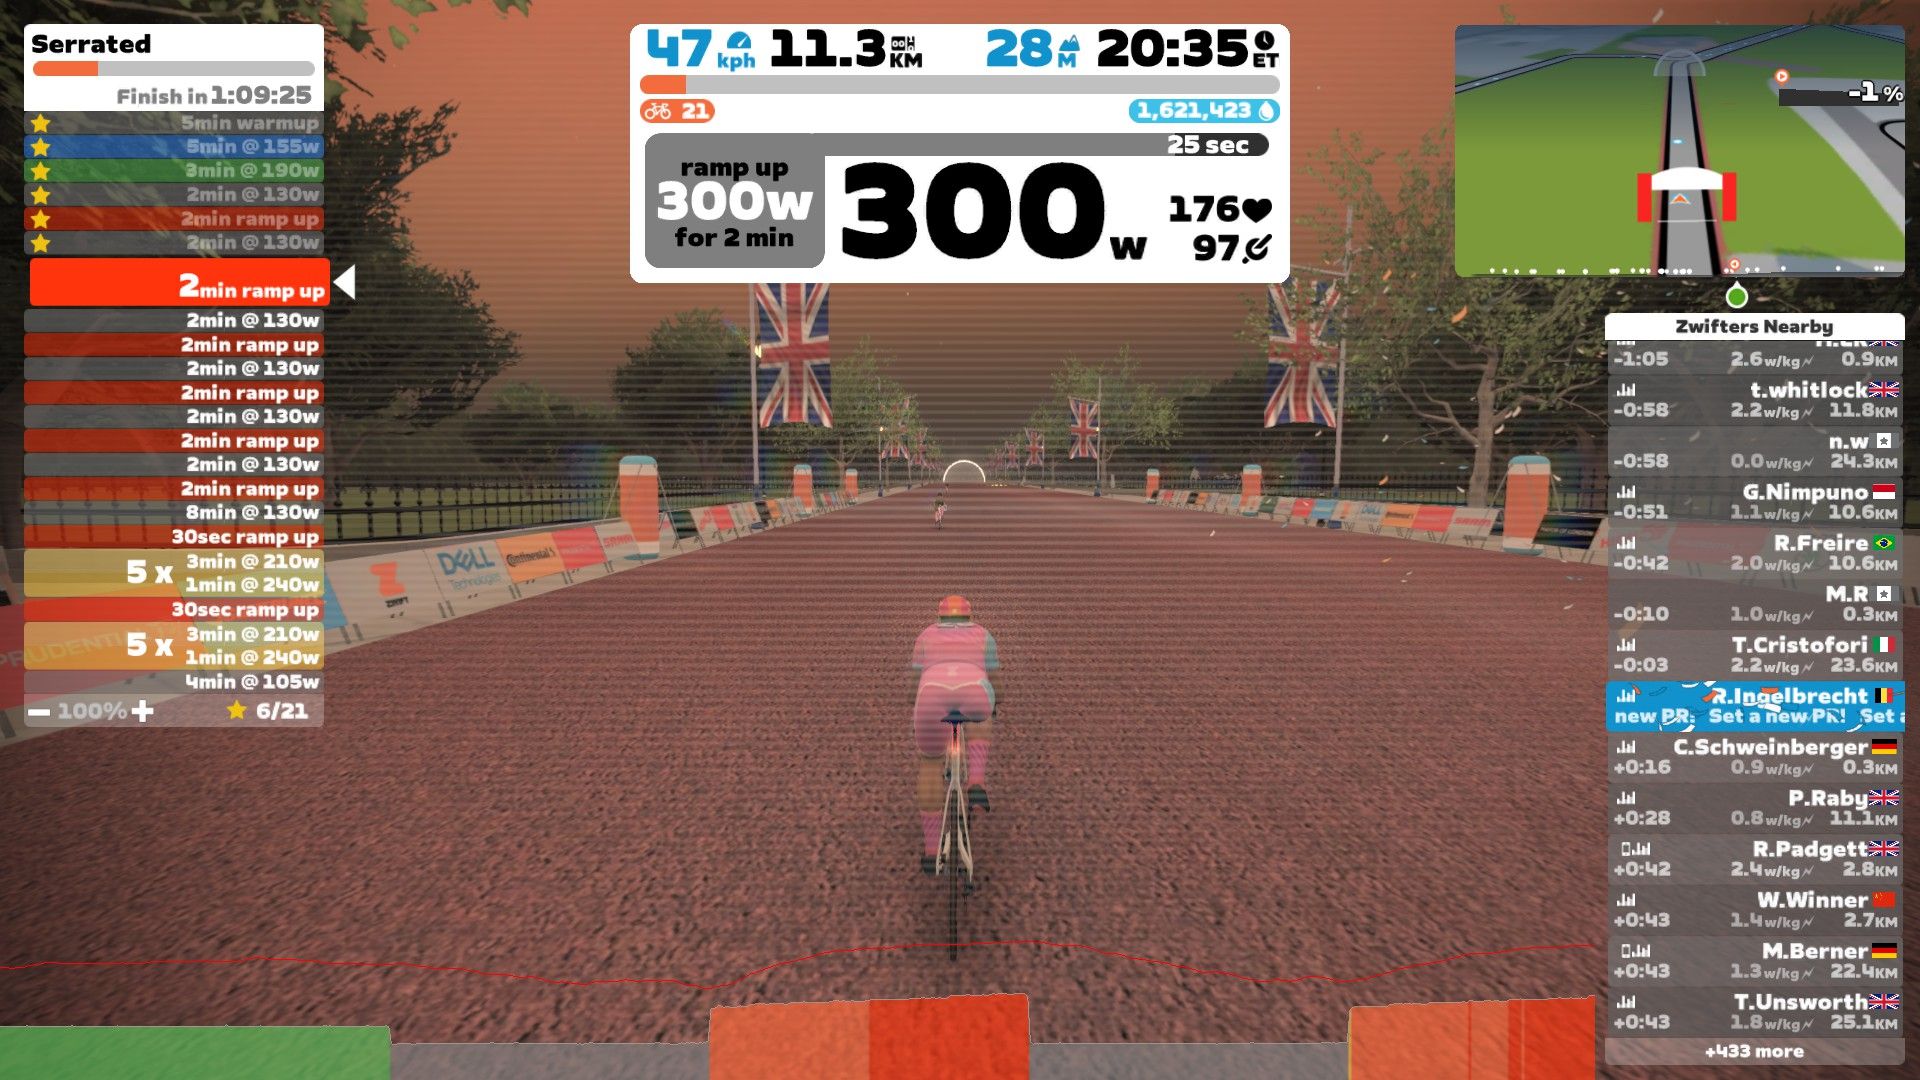 Serrated
Finish in 1:09:25
5min warmup
5min @ 155w
3min @ 190w
2min @ 130w
2min ramp up
2min @ 130w
2min ramp up
2min @ 130w
2min ramp up
2min @ 130w
2min ramp up
2min @ 130w
2min ramp up
2min @ 130w
2min ramp up
8min @ 130w
30sec ramp up
5 x
3min @ 210w
1min @ 240w
30sec ramp up
5 x
3min @ 210w
1min @ 240w
4min @ 105w
100% 6/21
47 kph 11.3 KM 28 M 20:35 ET
21 1,621,423
25 sec
ramp up
300w
for 2 min
300 w
176
97
-1 %
Zwifters Nearby
-1:05 2.6 w/kg 0.9 KM
t.whitlock
-0:58 2.2 w/kg 11.8 KM
n.w
-0:58 0.0 w/kg 24.3 KM
G.Nimpuno
-0:51 1.1 w/kg 10.6 KM
R.Freire
-0:42 2.0 w/kg 10.6 KM
M.R
-0:10 1.0 w/kg 0.3 KM
T.Cristofori
-0:03 2.2 w/kg 23.6 KM
R.Ingelbrecht
new PR! Set a new PR! Set a
C.Schweinberger
+0:16 0.9 w/kg 0.3 KM
P.Raby
+0:28 0.8 w/kg 11.1 KM
R.Padgett
+0:42 2.4 w/kg 2.8 KM
W.Winner
+0:43 1.4 w/kg 2.7 KM
M.Berner
+0:43 1.3 w/kg 22.4 KM
T.Unsworth
+0:43 1.8 w/kg 25.1 KM
+433 more
DELL
Technologies
Continental
ZWIFT
PRUDENTIAL